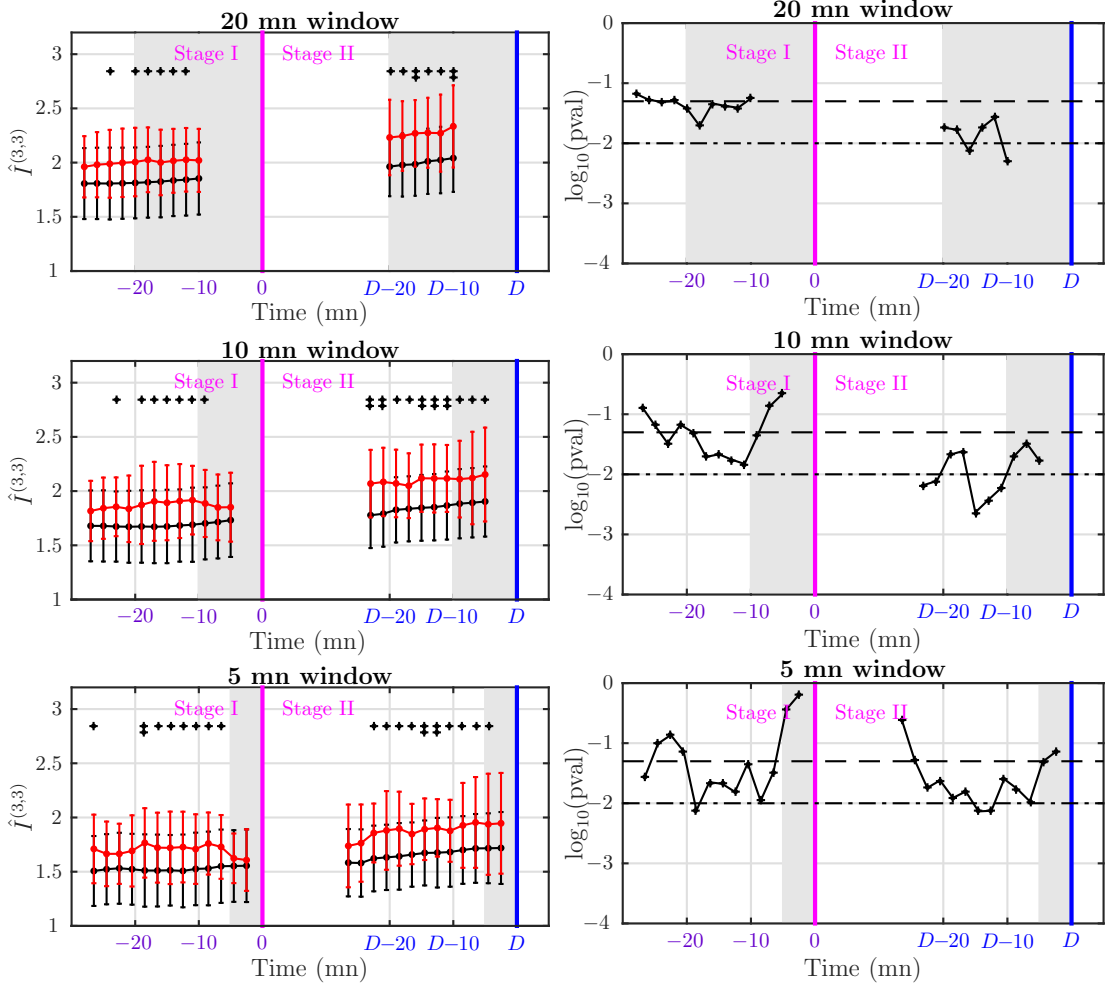 20 mn window
Stage I
Stage II
3
2.5
2
1.5
1
Î(3,3)
−20
−10
0
D−20
D−10
D
Time (mn)
20 mn window
Stage I
Stage II
0
−1
−2
−3
−4
log10(pval)
−20
−10
0
D−20
D−10
D
Time (mn)
10 mn window
Stage I
Stage II
3
2.5
2
1.5
1
Î(3,3)
−20
−10
0
D−20
D−10
D
Time (mn)
10 mn window
Stage I
Stage II
0
−1
−2
−3
−4
log10(pval)
−20
−10
0
D−20
D−10
D
Time (mn)
5 mn window
Stage I
Stage II
3
2.5
2
1.5
1
Î(3,3)
−20
−10
0
D−20
D−10
D
Time (mn)
5 mn window
Stage I
Stage II
0
−1
−2
−3
−4
log10(pval)
−20
−10
0
D−20
D−10
D
Time (mn)